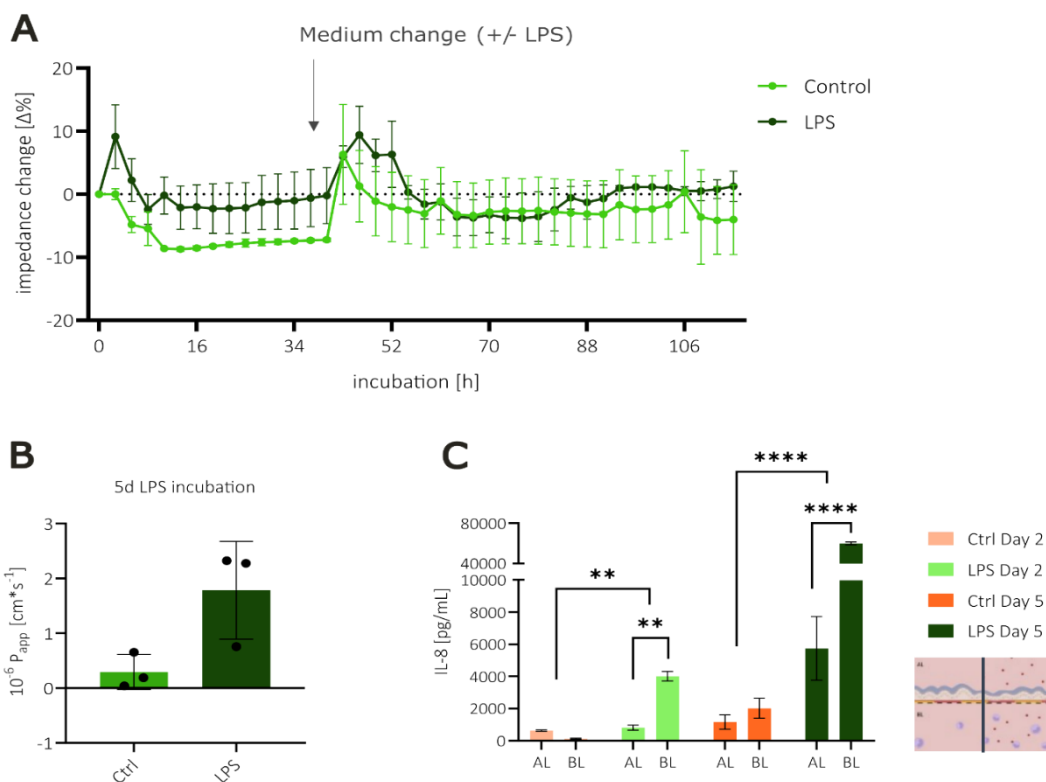 A
Medium change (+/- LPS)
impedance change [Δ%]
20
10
0
-10
-20
0 16 34 52 70 88 106
incubation [h]
Control
LPS
B
5d LPS incubation
10⁻⁶ Papp [cm*s⁻¹]
3
2
1
0
-1
Ctrl LPS
C
IL-8 [pg/mL]
80000
40000
10000
8000
6000
4000
2000
0
**
**
****
****
AL BL AL BL AL BL AL BL
Ctrl Day 2
LPS Day 2
Ctrl Day 5
LPS Day 5
AL
BL